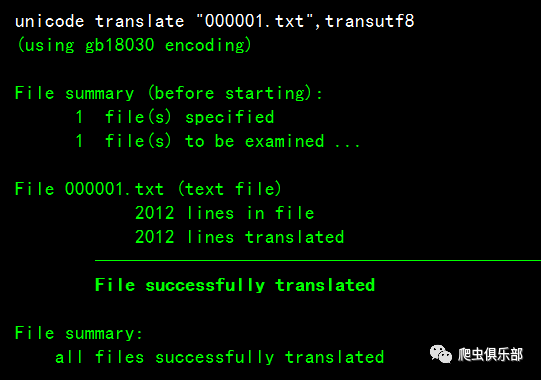 unicode translate "000001.txt",transutf8
(using gb18030 encoding)
File summary (before starting):
1 file(s) specified
1 file(s) to be examined ...
File 000001.txt (text file)
2012 lines in file
2012 lines translated
File successfully translated
File summary:
all files successfully translated
爬虫俱乐部